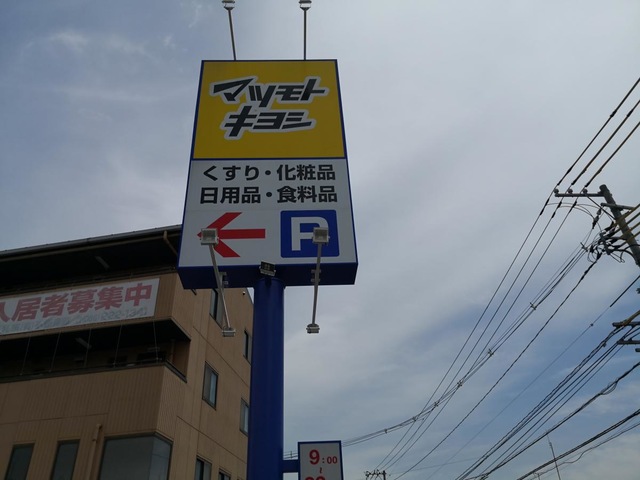 マツモト
キヨシ
くすり・化粧品
日用品・食料品
P
入居者募集中
9:00